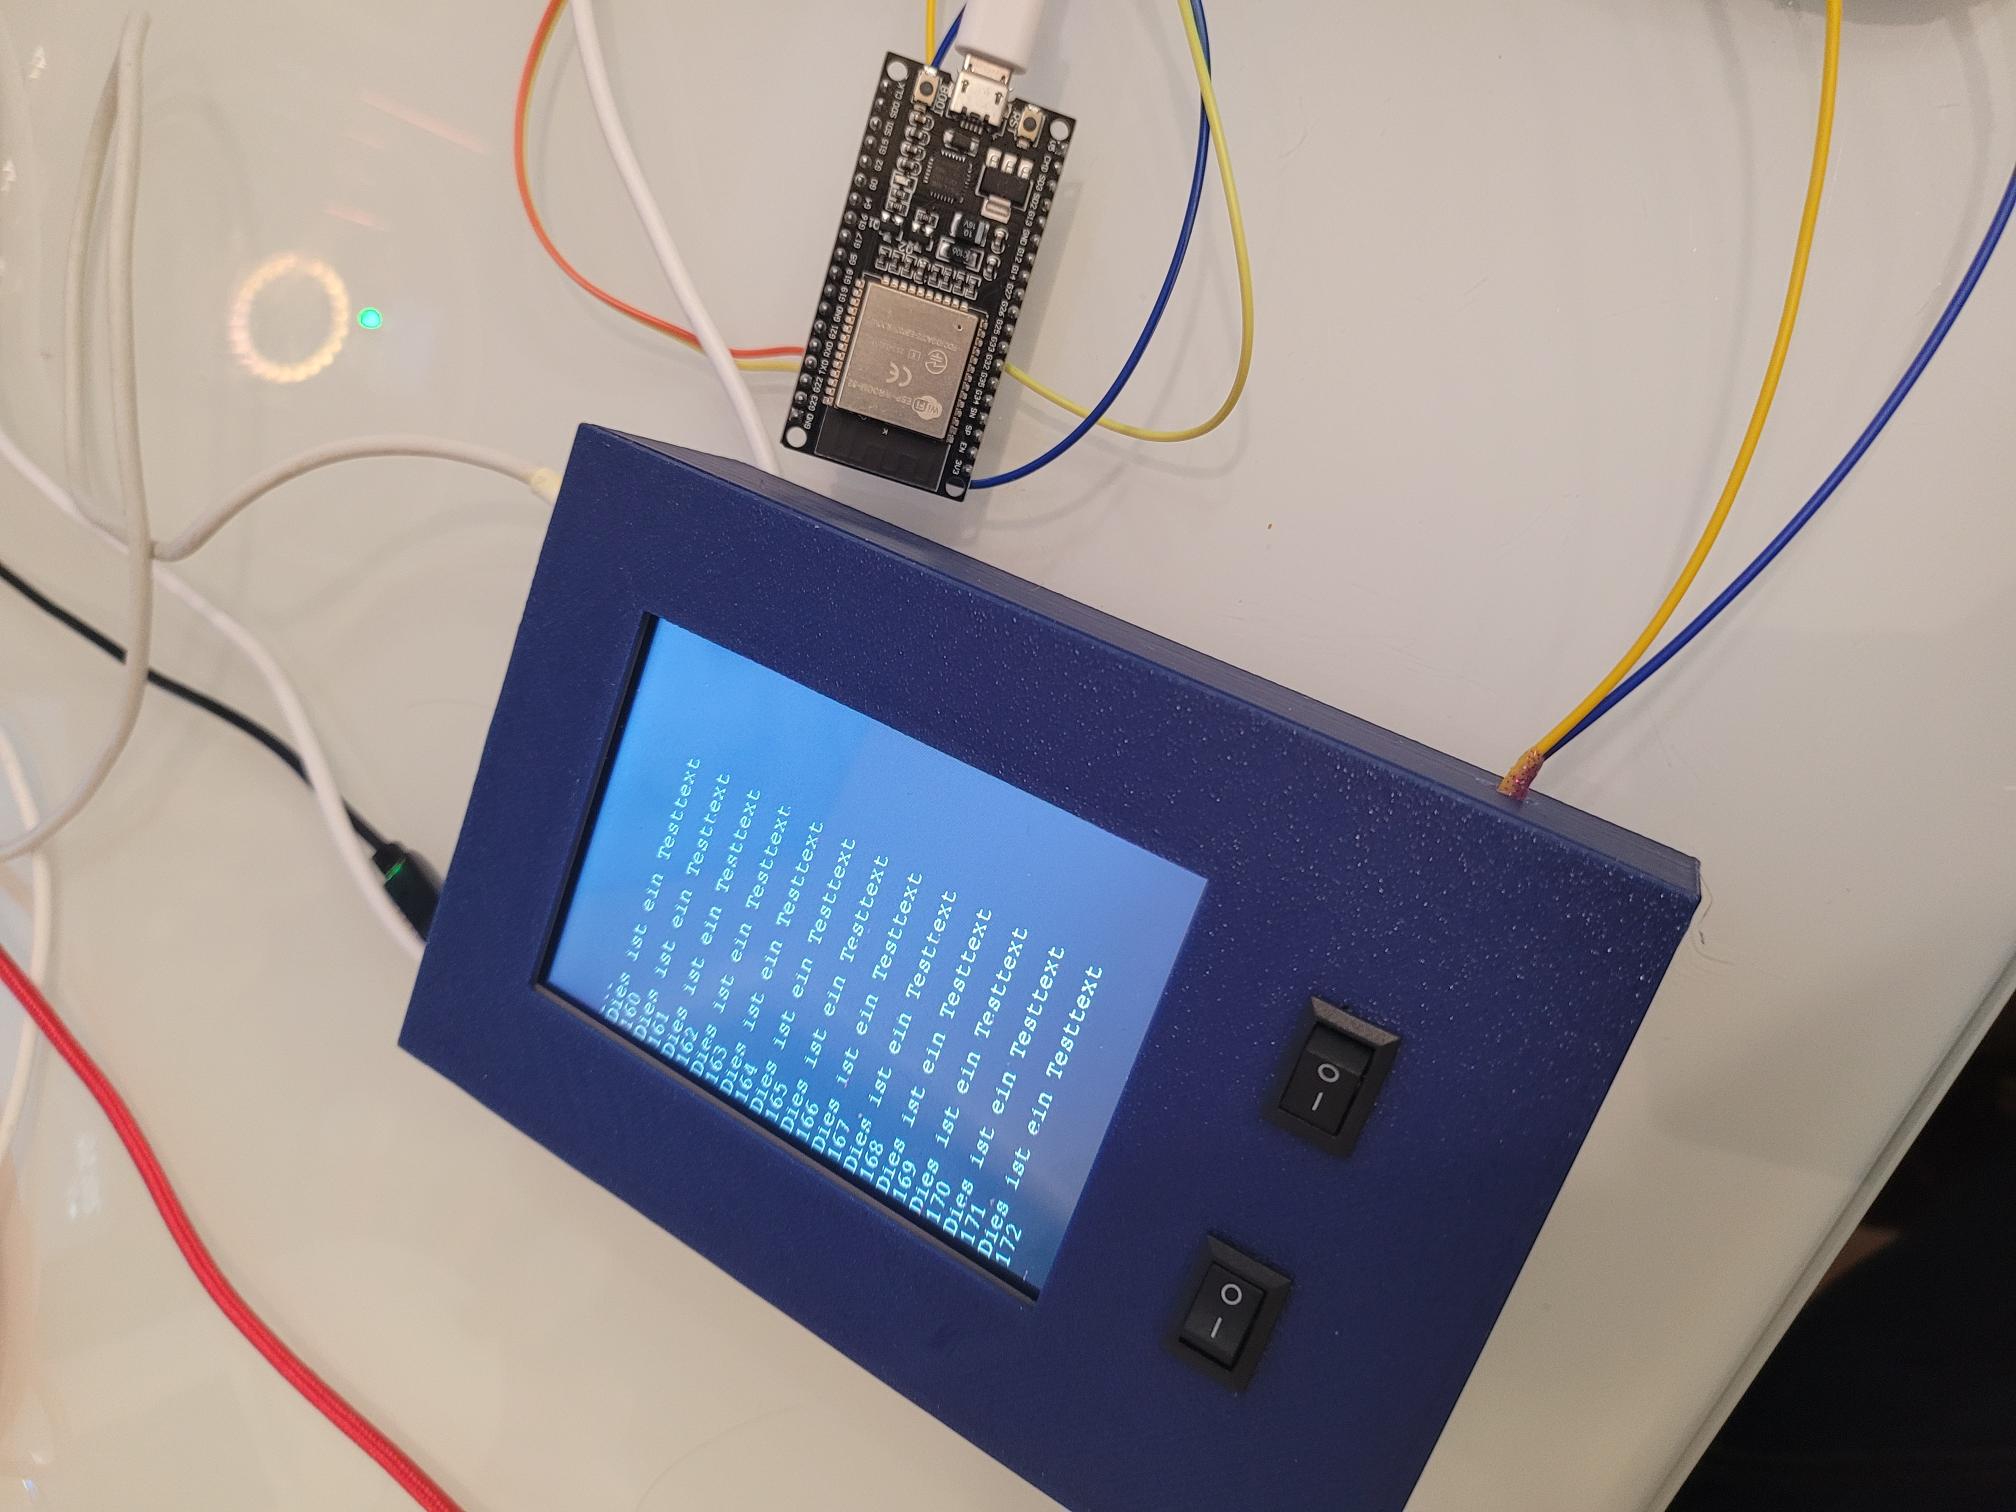 ...
Dies ist ein Testtext
160
Dies ist ein Testtext
161
Dies ist ein Testtext
162
Dies ist ein Testtext
163
Dies ist ein Testtext
164
Dies ist ein Testtext
165
Dies ist ein Testtext
166
Dies ist ein Testtext
167
Dies ist ein Testtext
168
Dies ist ein Testtext
169
Dies ist ein Testtext
170
Dies ist ein Testtext
171
Dies ist ein Testtext
172
I O
I O
GND G23 G22 TXD RXD G21 GND G19 G18 G5 G17 G16 G4 G0 G2 G15 SD1 SD0 CLK
WiFi
CE
3V3 EN SP SN G34 G35 G32 G33 G25 G26 G27 G14 G12 GND G13 SD2 SD3 CMD V5